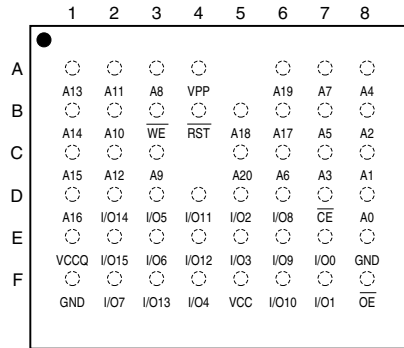 1 2 3 4 5 6 7 8
A
A13 A11 A8 VPP A19 A7 A4
B
A14 A10 WE RST A18 A17 A5 A2
C
A15 A12 A9 A20 A6 A3 A1
D
A16 I/O14 I/O5 I/O11 I/O2 I/O8 CE A0
E
VCCQ I/O15 I/O6 I/O12 I/O3 I/O9 I/O0 GND
F
GND I/O7 I/O13 I/O4 VCC I/O10 I/O1 OE